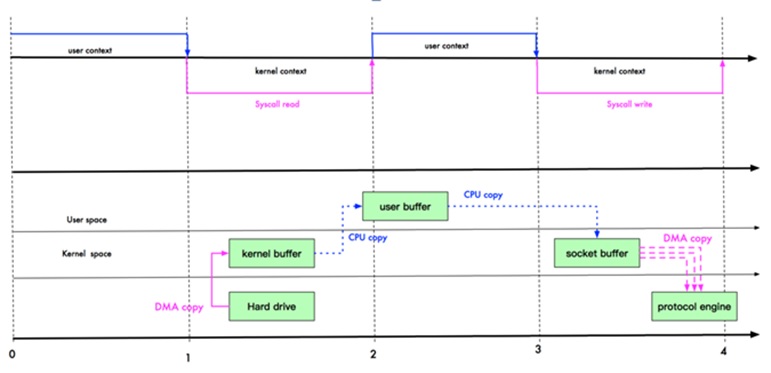 user context
user context
kernel context
kernel context
Syscall read
Syscall write
user buffer
CPU copy
User space
CPU copy
DMA copy
Kernel space
kernel buffer
socket buffer
DMA copy
Hard drive
protocol engine
0
1
2
3
4